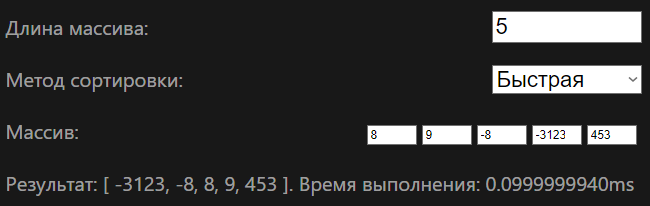 Длина массива: 5
Метод сортировки: Быстрая
Массив: 8 9 -8 -3123 453
Результат: [ -3123, -8, 8, 9, 453 ]. Время выполнения: 0.0999999940ms